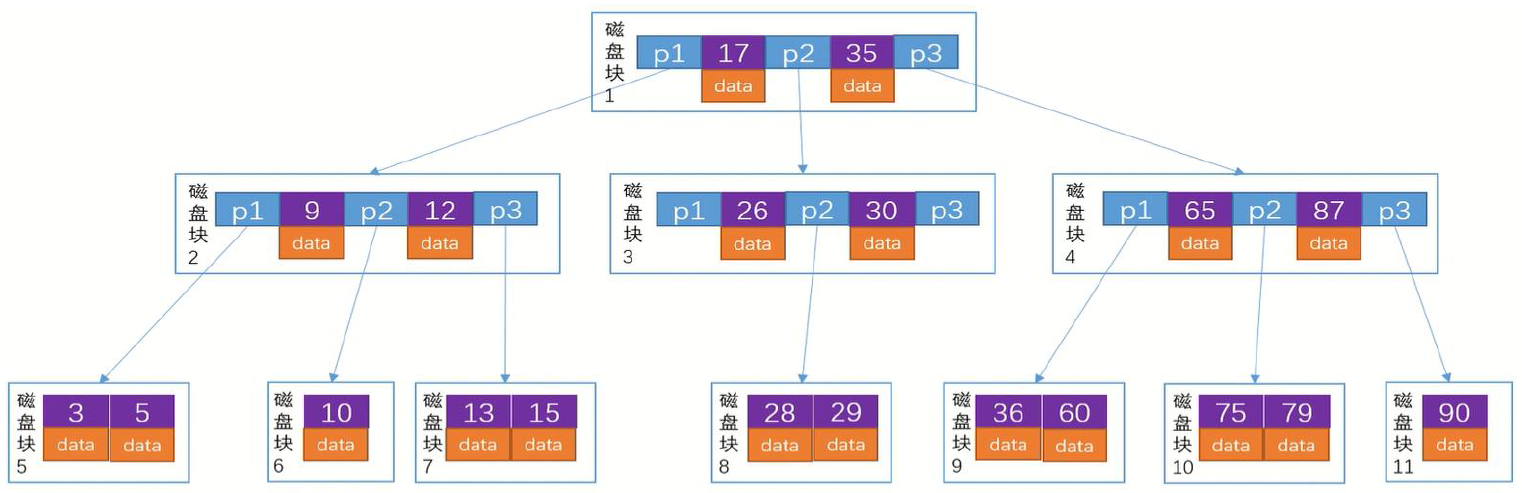 磁盘块1
p1 17 p2 35 p3
data data
磁盘块2
p1 9 p2 12 p3
data data
磁盘块3
p1 26 p2 30 p3
data data
磁盘块4
p1 65 p2 87 p3
data data
磁盘块5
3 5
data data
磁盘块6
10
data
磁盘块7
13 15
data data
磁盘块8
28 29
data data
磁盘块9
36 60
data data
磁盘块10
75 79
data data
磁盘块11
90
data